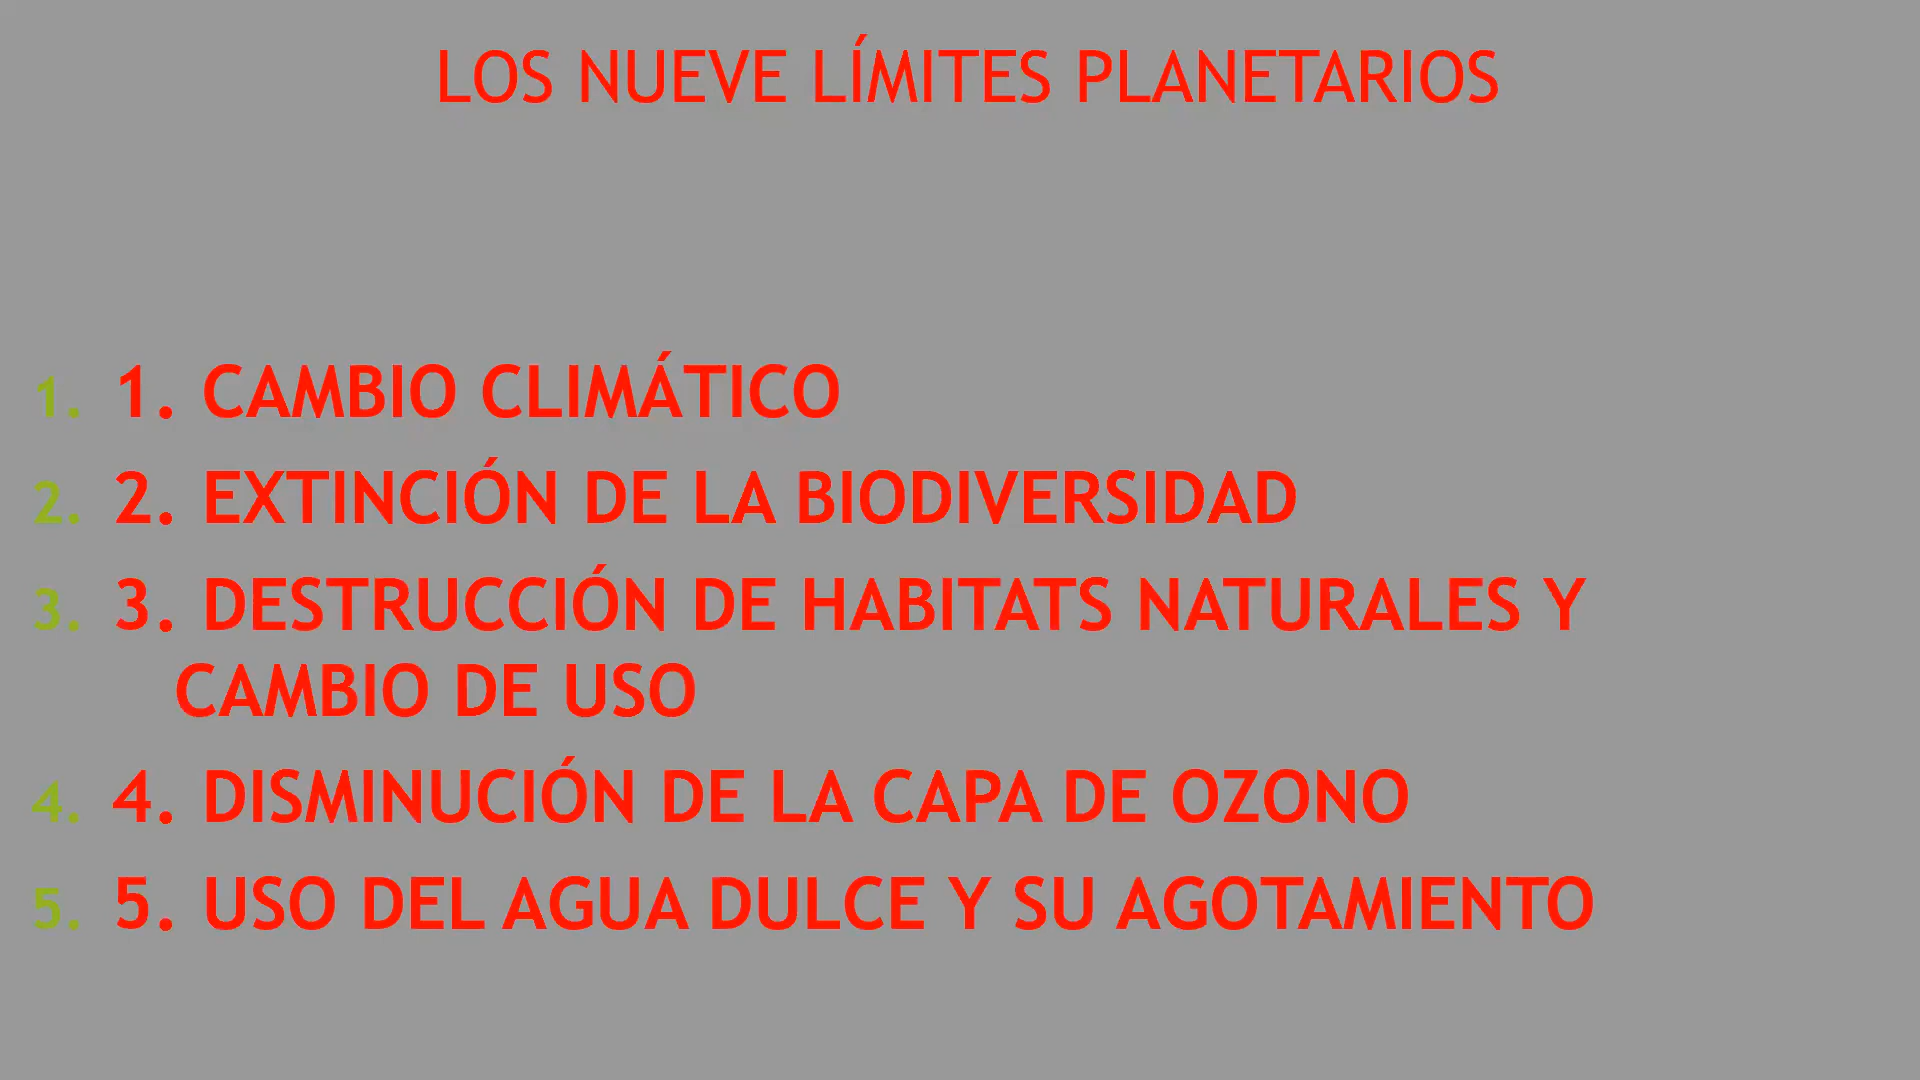 LOS NUEVE LÍMITES PLANETARIOS
1. 1. CAMBIO CLIMÁTICO
2. 2. EXTINCIÓN DE LA BIODIVERSIDAD
3. 3. DESTRUCCIÓN DE HABITATS NATURALES Y
CAMBIO DE USO
4. 4. DISMINUCIÓN DE LA CAPA DE OZONO
5. 5. USO DEL AGUA DULCE Y SU AGOTAMIENTO